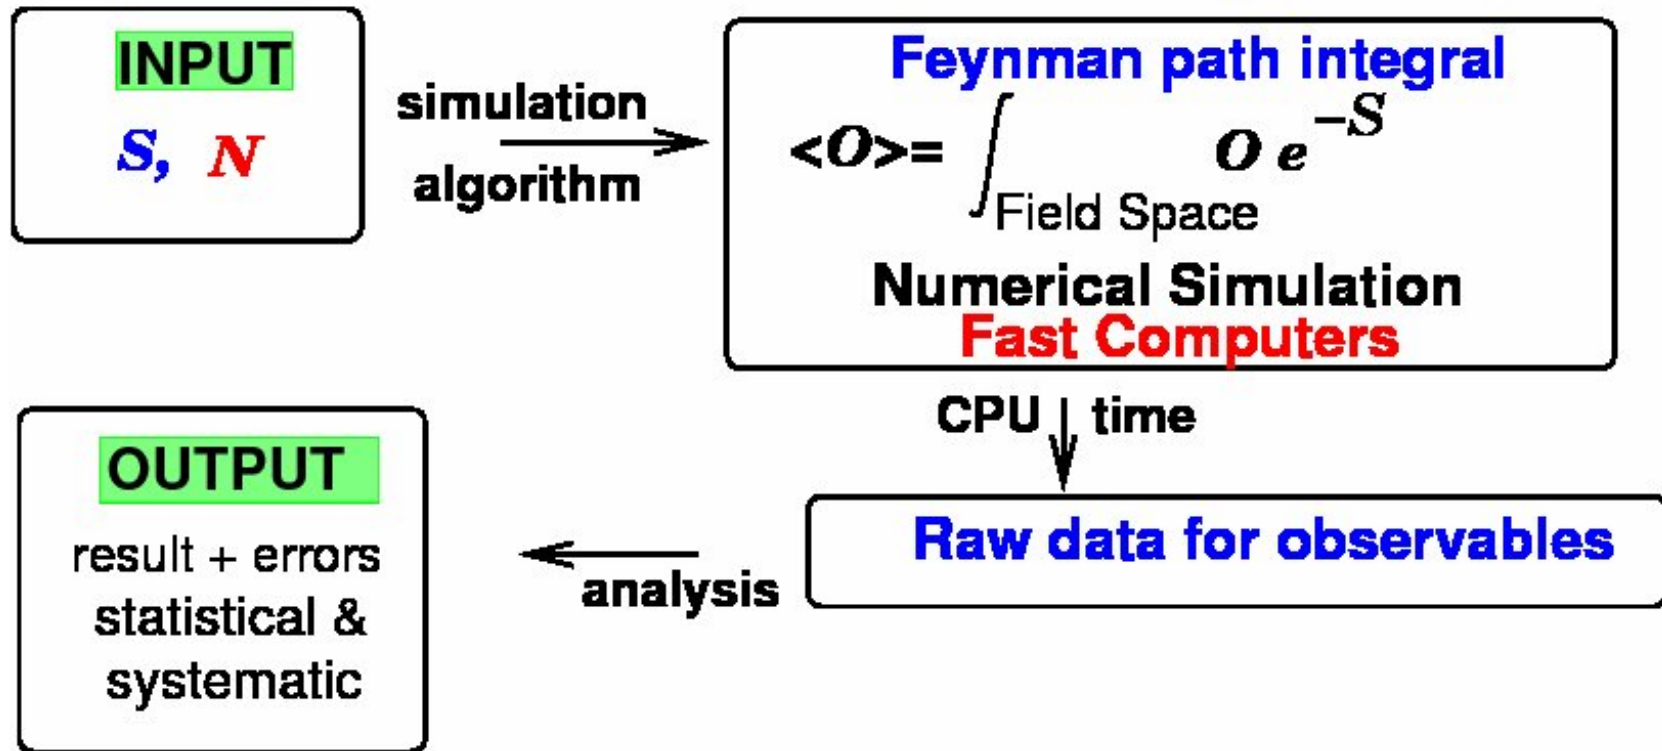 INPUT
S, N
simulation
algorithm
Feynman path integral
<O>= ∫ O e^{-S}
Field Space
Numerical Simulation
Fast Computers
CPU time
Raw data for observables
analysis
OUTPUT
result + errors
statistical &
systematic